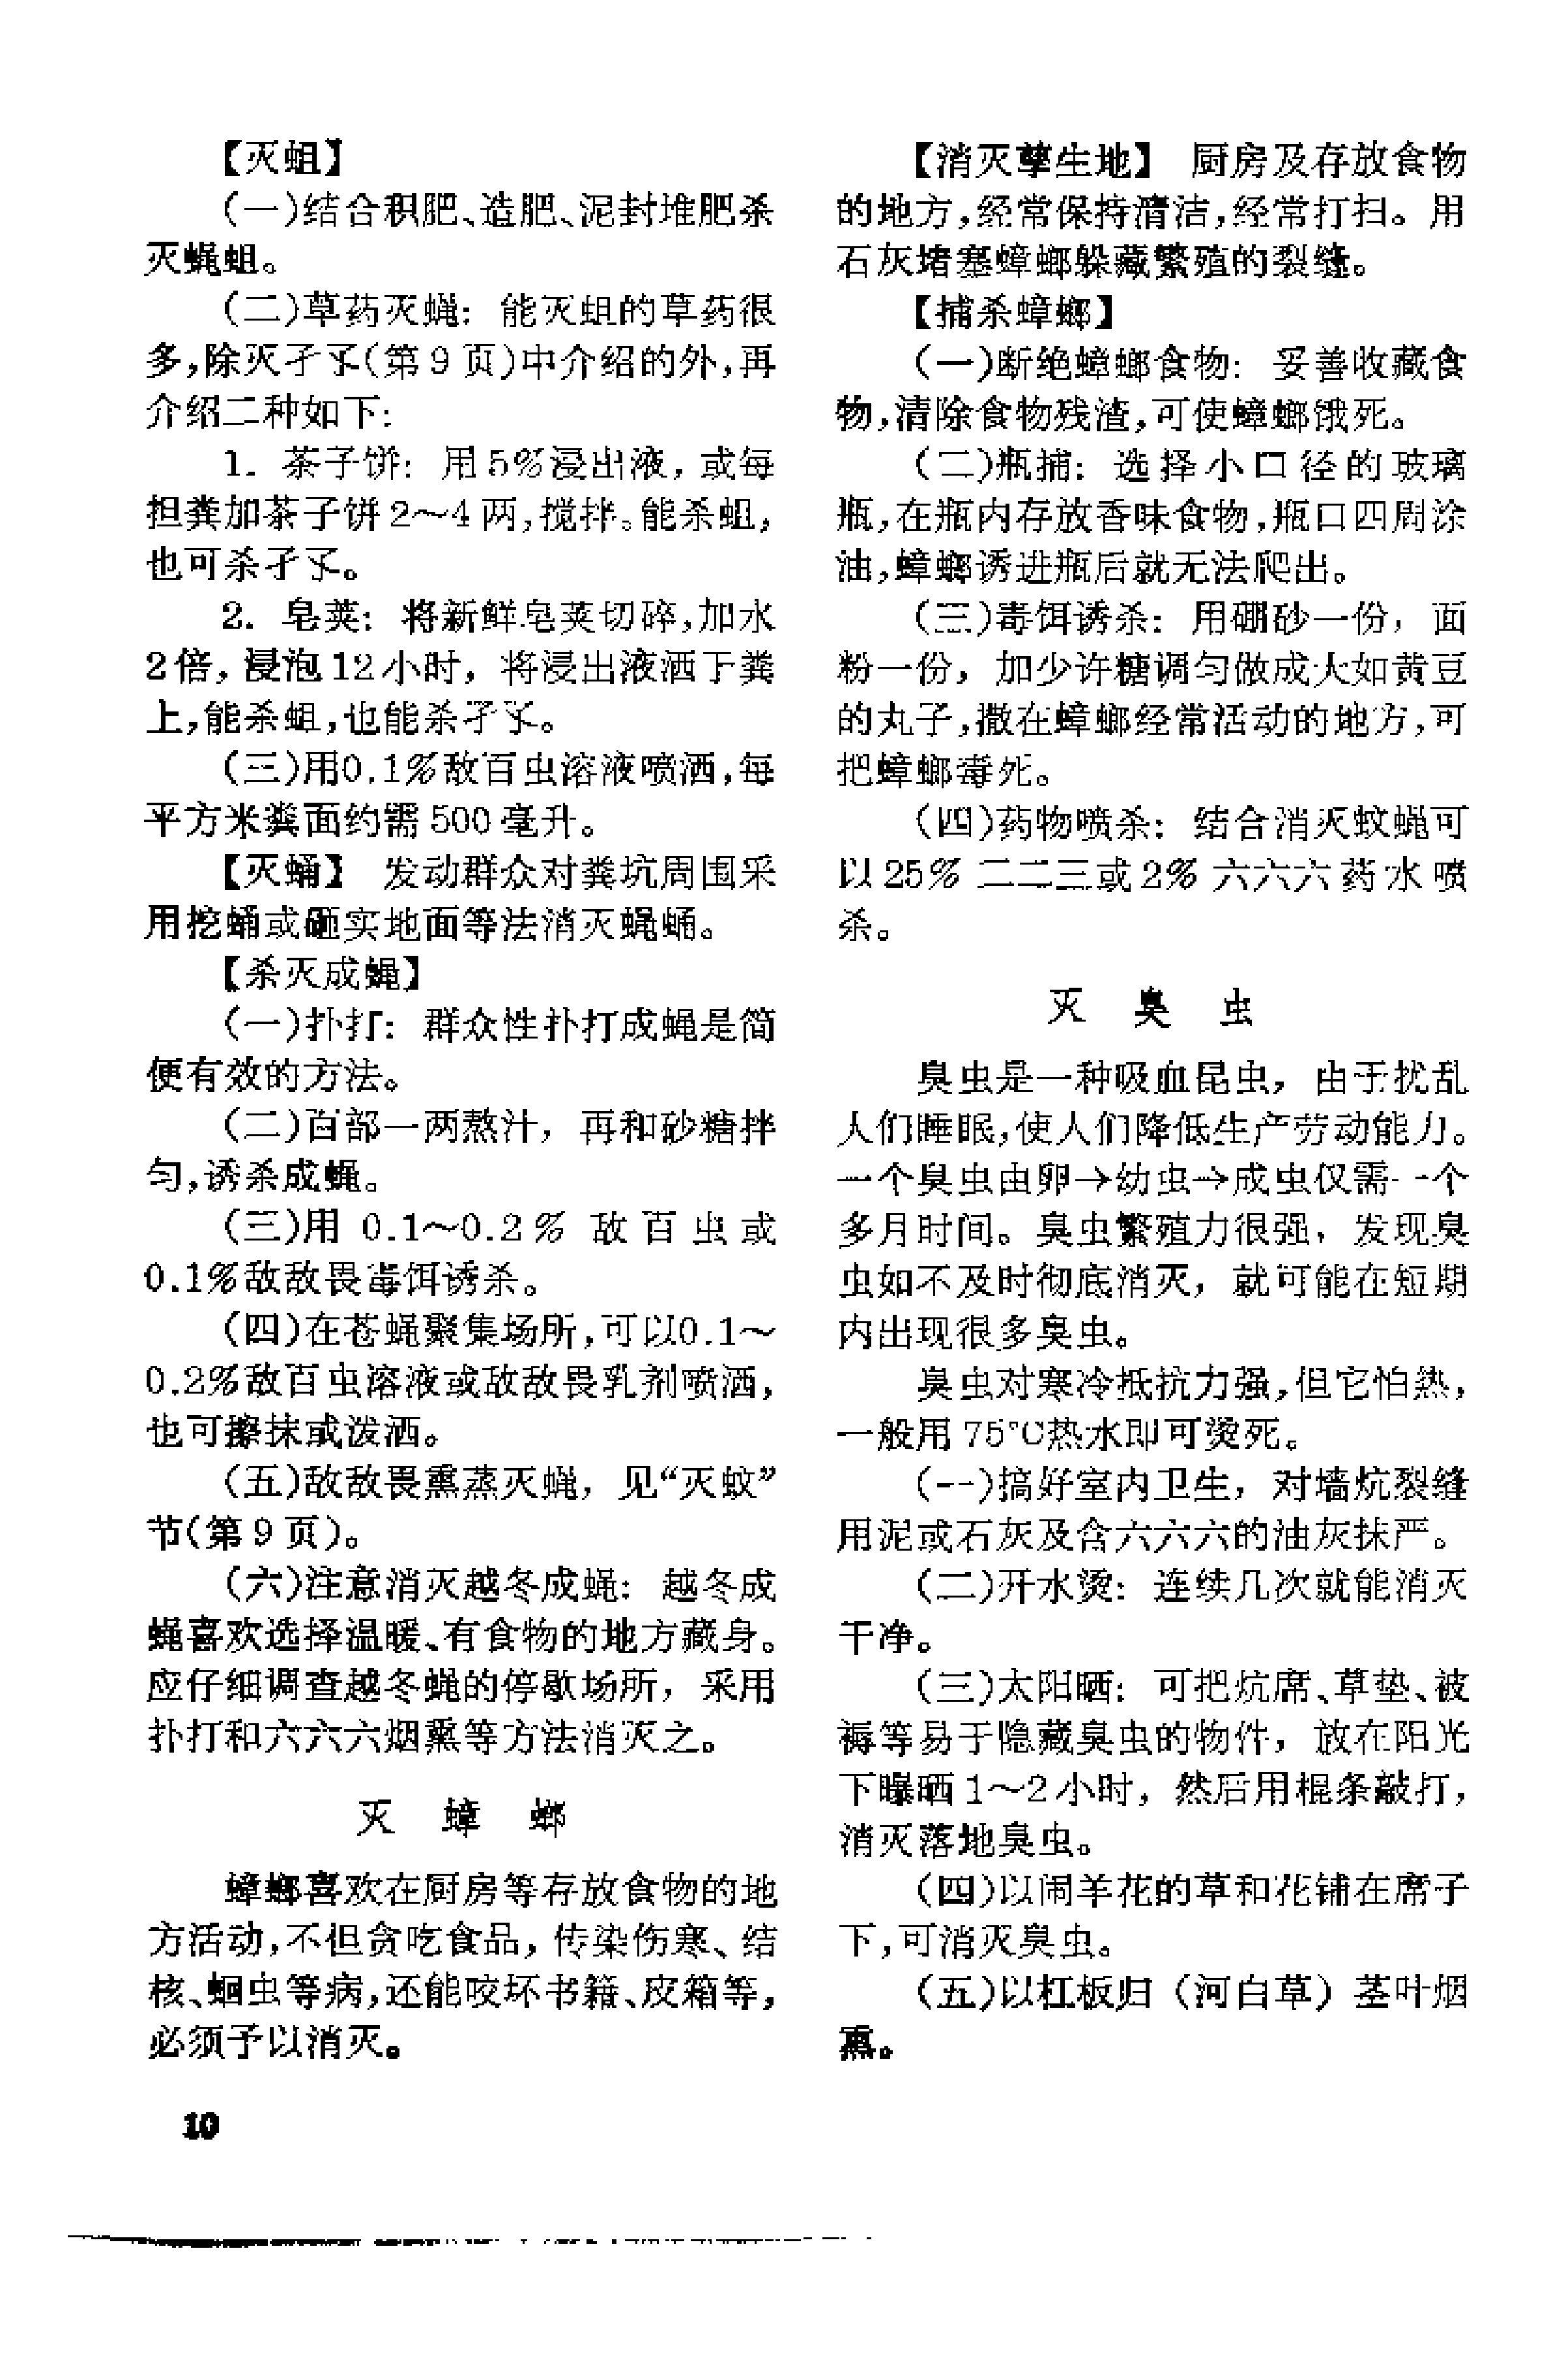 【灭蛆】
（一）结合积肥、造肥、泥封堆肥杀
灭蝇蛆。
（二）草药灭蝇：能灭蛆的草药很
多，除灭孑孓（第9页）中介绍的外，再
介绍二种如下：
1. 茶子饼：用5%浸出液，或每
担粪加茶子饼2～4两，搅拌。能杀蛆，
也可杀孑孓。
2. 皂荚：将新鲜皂荚切碎，加水
2倍，浸泡12小时，将浸出液洒于粪
上，能杀蛆，也能杀孑孓。
（三）用0.1%敌百虫溶液喷洒，每
平方米粪面约需500毫升。
【灭蛹】 发动群众对粪坑周围采
用挖蛹或砸实地面等法消灭蝇蛹。
【杀灭成蝇】
（一）扑打：群众性扑打成蝇是简
便有效的方法。
（二）百部一两熬汁，再和砂糖拌
匀，诱杀成蝇。
（三）用 0.1～0.2% 敌百虫或
0.1%敌敌畏毒饵诱杀。
（四）在苍蝇聚集场所，可以0.1～
0.2%敌百虫溶液或敌敌畏乳剂喷洒，
也可擦抹或泼洒。
（五）敌敌畏熏蒸灭蝇，见“灭蚊”
节（第9页）。
（六）注意消灭越冬成蝇：越冬成
蝇喜欢选择温暖、有食物的地方藏身。
应仔细调查越冬蝇的停歇场所，采用
扑打和六六六烟熏等方法消灭之。
灭 蟑 螂
蟑螂喜欢在厨房等存放食物的地
方活动，不但贪吃食品，传染伤寒、结
核、蛔虫等病，还能咬坏书籍、皮箱等，
必须予以消灭。
【消灭孳生地】 厨房及存放食物
的地方，经常保持清洁，经常打扫。用
石灰堵塞蟑螂躲藏繁殖的裂缝。
【捕杀蟑螂】
（一）断绝蟑螂食物：妥善收藏食
物，清除食物残渣，可使蟑螂饿死。
（二）瓶捕：选择小口径的玻璃
瓶，在瓶内存放香味食物，瓶口四周涂
油，蟑螂诱进瓶后就无法爬出。
（三）毒饵诱杀：用硼砂一份，面
粉一份，加少许糖调匀做成大如黄豆
的丸子，撒在蟑螂经常活动的地方，可
把蟑螂毒死。
（四）药物喷杀：结合消灭蚊蝇可
以25% 二二三或2% 六六六药水喷
杀。
灭 臭 虫
臭虫是一种吸血昆虫，由于扰乱
人们睡眠，使人们降低生产劳动能力。
一个臭虫由卵→幼虫→成虫仅需一个
多月时间。臭虫繁殖力很强，发现臭
虫如不及时彻底消灭，就可能在短期
内出现很多臭虫。
臭虫对寒冷抵抗力强，但它怕热，
一般用75℃热水即可烫死。
（一）搞好室内卫生，对墙炕裂缝
用泥或石灰及含六六六的油灰抹严。
（二）开水烫：连续几次就能消灭
干净。
（三）太阳晒：可把炕席、草垫、被
褥等易于隐藏臭虫的物件，放在阳光
下曝晒1～2小时，然后用棍条敲打，
消灭落地臭虫。
（四）以闹羊花的草和花铺在席子
下，可消灭臭虫。
（五）以杠板归（河白草）茎叶烟
熏。
10